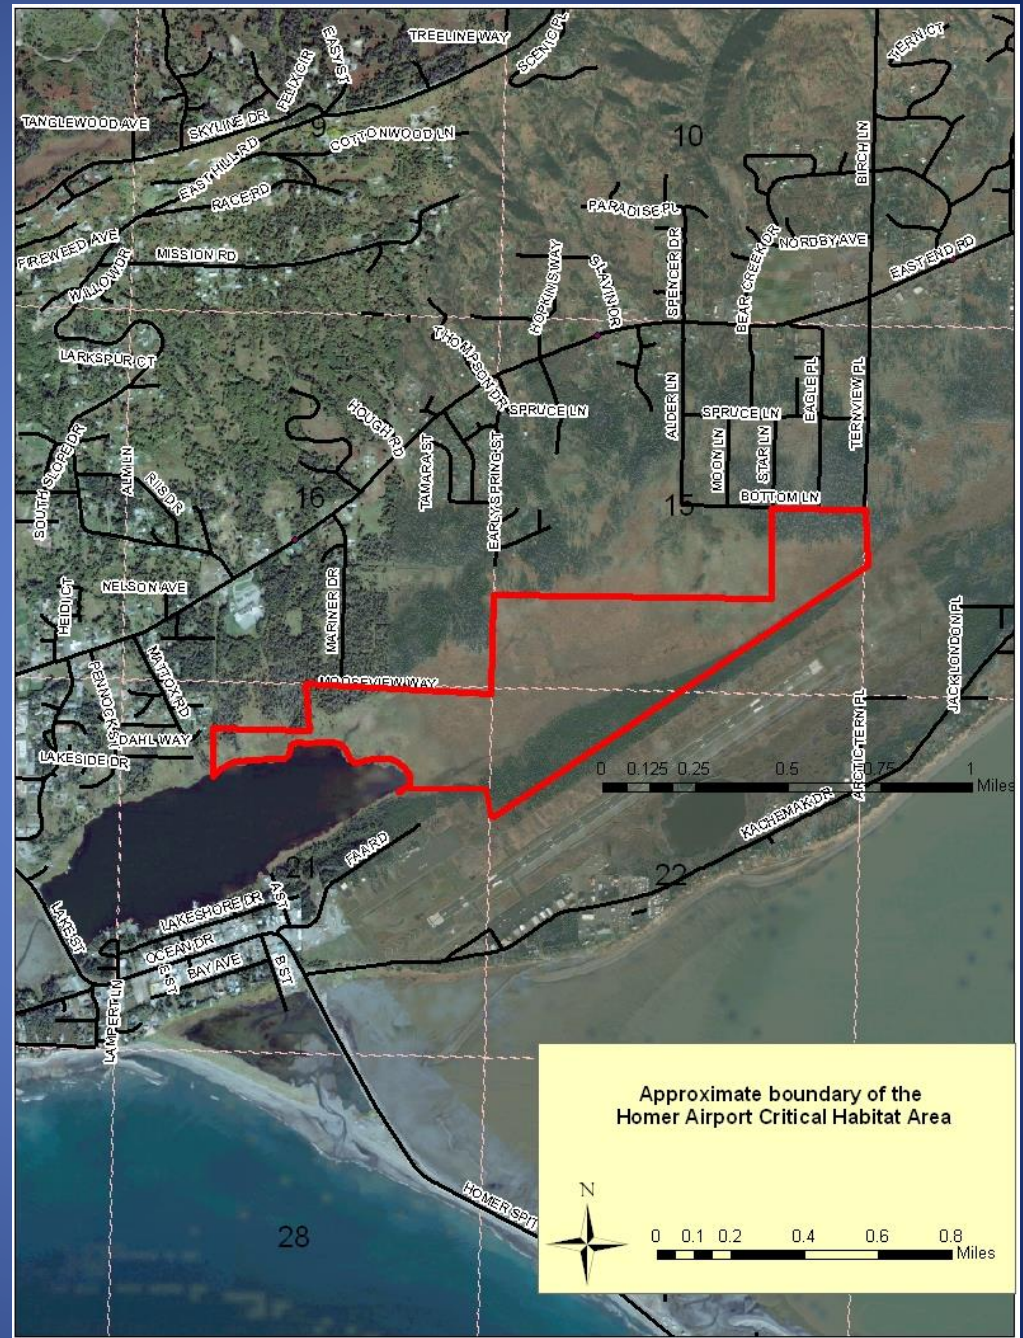 TREELINE WAY
SCENIC PL
EASY ST
FELIX CIR
TERN CT
TANGLEWOOD AVE
SKYLINE DR
9
COTTONWOOD LN
10
BIRCH LN
EAST HILL RD
RACE RD
PARADISE PL
FIREWEED AVE
MISSION RD
SPENCER DR
BEAR CREEK DR
NORDBY AVE
EAST END RD
WILLOW DR
HOPKINS WAY
SLAVIN DR
LARKSPUR CT
THOMPSON DR
EAGLE PL
TERNVIEW PL
HOUGH RD
SPRUCE LN
ALDER LN
SPRUCE LN
SOUTH SLOPE DR
ALM LN
RIIS DR
TAMARA ST
EARLY SPRING ST
MOON LN
STAR LN
16
15
BOTTOM LN
NELSON AVE
HEIDI CT
MARINER DR
JACK LONDON PL
MATTOX RD
PENNOCK ST
MOOSEVIEW WAY
ARCTIC TERN PL
DAHL WAY
LAKESIDE DR
0 0.125 0.25 0.5 0.75 1
Miles
KACHEMAK DR
FAA RD
21
22
A ST
LAKE ST
LAKESHORE DR
OCEAN DR
E ST
BAY AVE
B ST
LAMPERT LN
HOMER SPIT
28
Approximate boundary of the
Homer Airport Critical Habitat Area
N
0 0.1 0.2 0.4 0.6 0.8
Miles